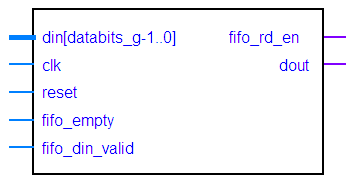 din[databits_g-1..0] fifo_rd_en
clk dout
reset
fifo_empty
fifo_din_valid